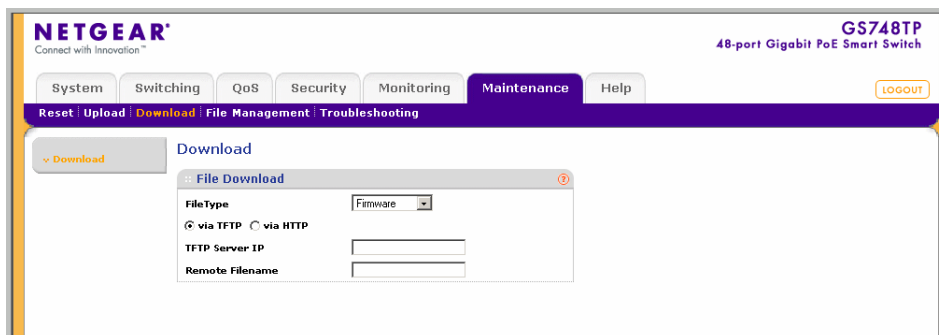 NETGEAR®
Connect with Innovation™
GS748TP
48-port Gigabit PoE Smart Switch
System Switching QoS Security Monitoring Maintenance Help
LOGOUT
Reset Upload Download File Management Troubleshooting
Download
Download
File Download
FileType Firmware
via TFTP via HTTP
TFTP Server IP
Remote Filename